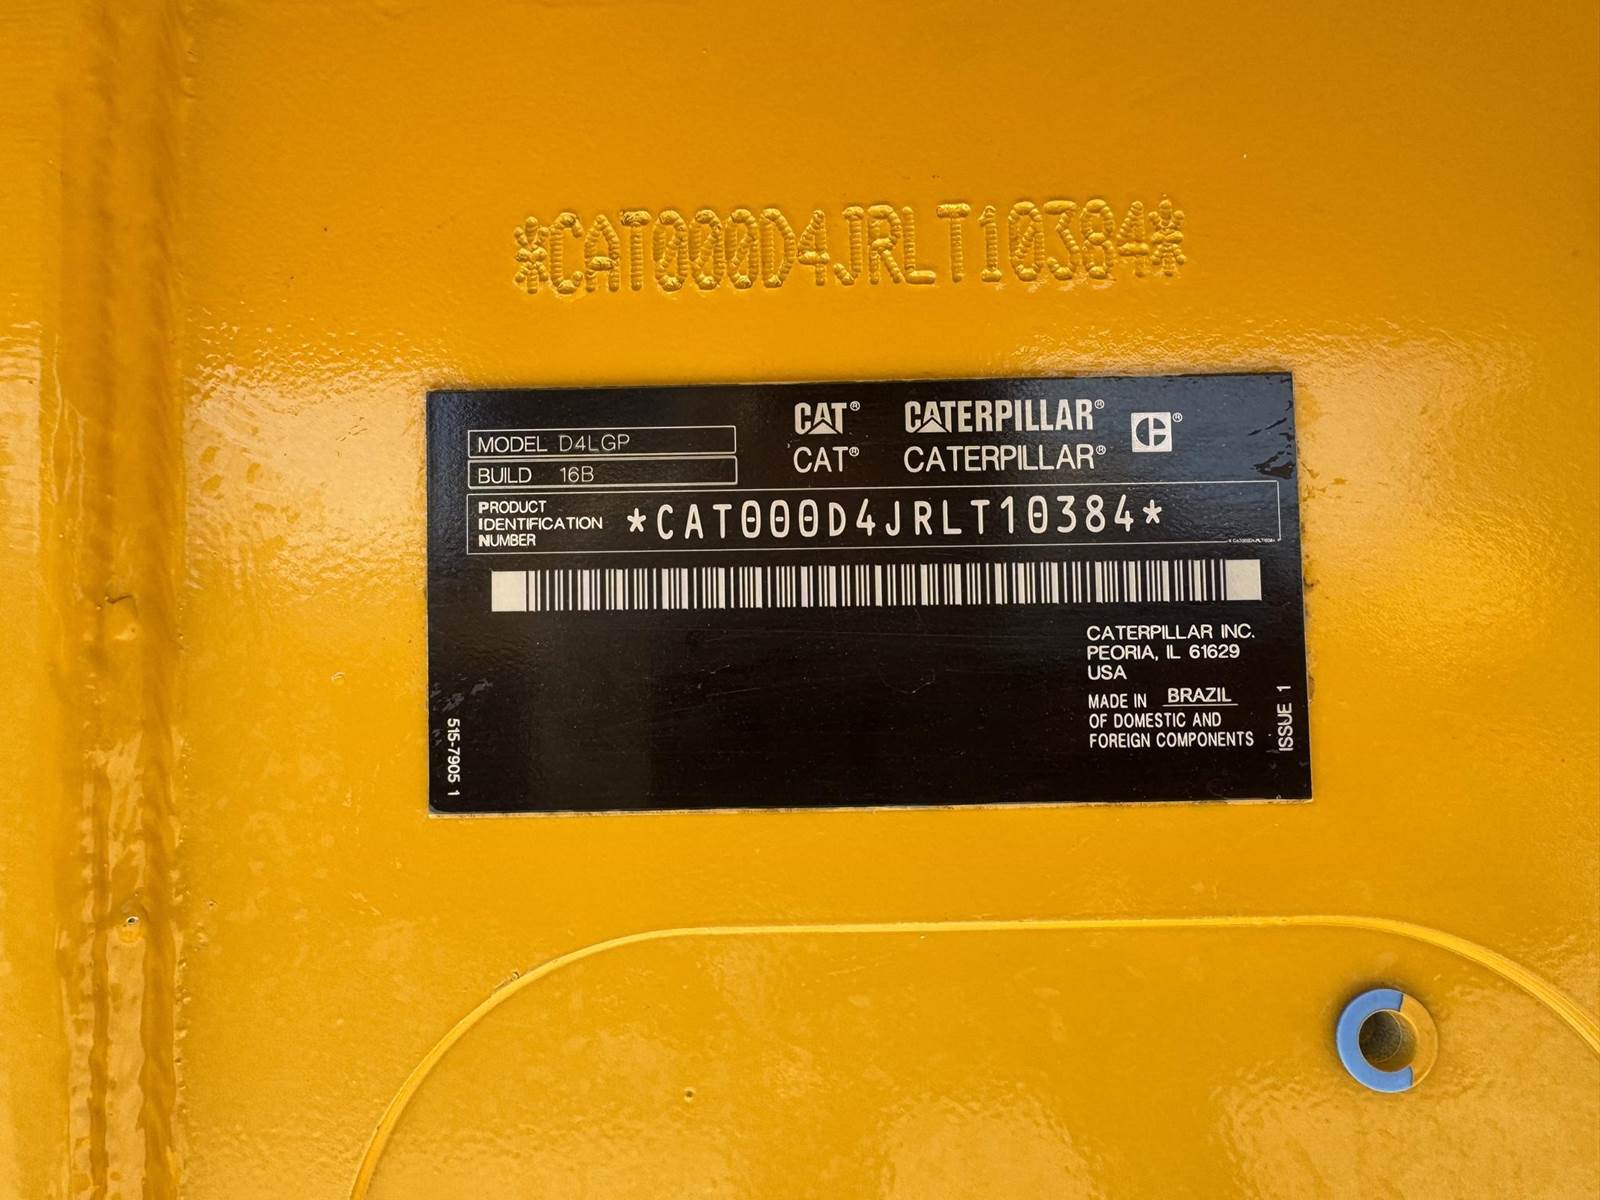 *CAT000D4JRLT10384*
MODEL D4LGP
BUILD 16B
CAT® CATERPILLAR® C®
CAT® CATERPILLAR®
PRODUCT
IDENTIFICATION
NUMBER
*CAT000D4JRLT10384*
*CAT000D4JRLT10384*
CATERPILLAR INC.
PEORIA, IL 61629
USA
MADE IN BRAZIL
OF DOMESTIC AND
FOREIGN COMPONENTS
ISSUE 1
515-7905 1